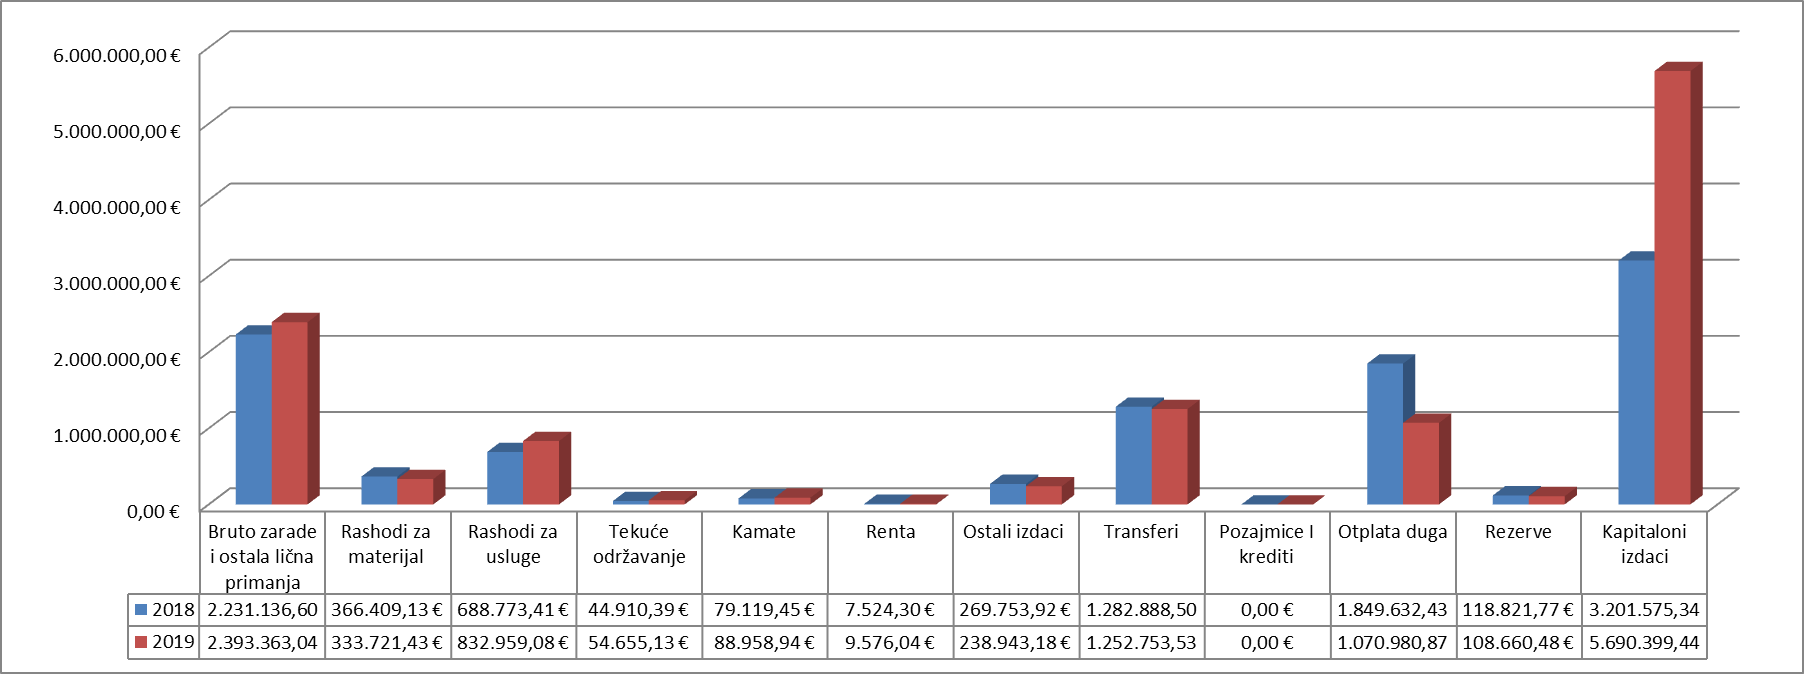 6.000.000,00 €
5.000.000,00 €
4.000.000,00 €
3.000.000,00 €
2.000.000,00 €
1.000.000,00 €
0,00 €
Bruto zarade
i ostala lična
primanja
Rashodi za
materijal
Rashodi za
usluge
Tekuće
održavanje
Kamate
Renta
Ostali izdaci
Transferi
Pozajmice I
krediti
Otplata duga
Rezerve
Kapitaloni
izdaci
2018 2.231.136,60 366.409,13 € 688.773,41 € 44.910,39 € 79.119,45 € 7.524,30 € 269.753,92 € 1.282.888,50 0,00 € 1.849.632,43 118.821,77 € 3.201.575,34
2019 2.393.363,04 333.721,43 € 832.959,08 € 54.655,13 € 88.958,94 € 9.576,04 € 238.943,18 € 1.252.753,53 0,00 € 1.070.980,87 108.660,48 € 5.690.399,44